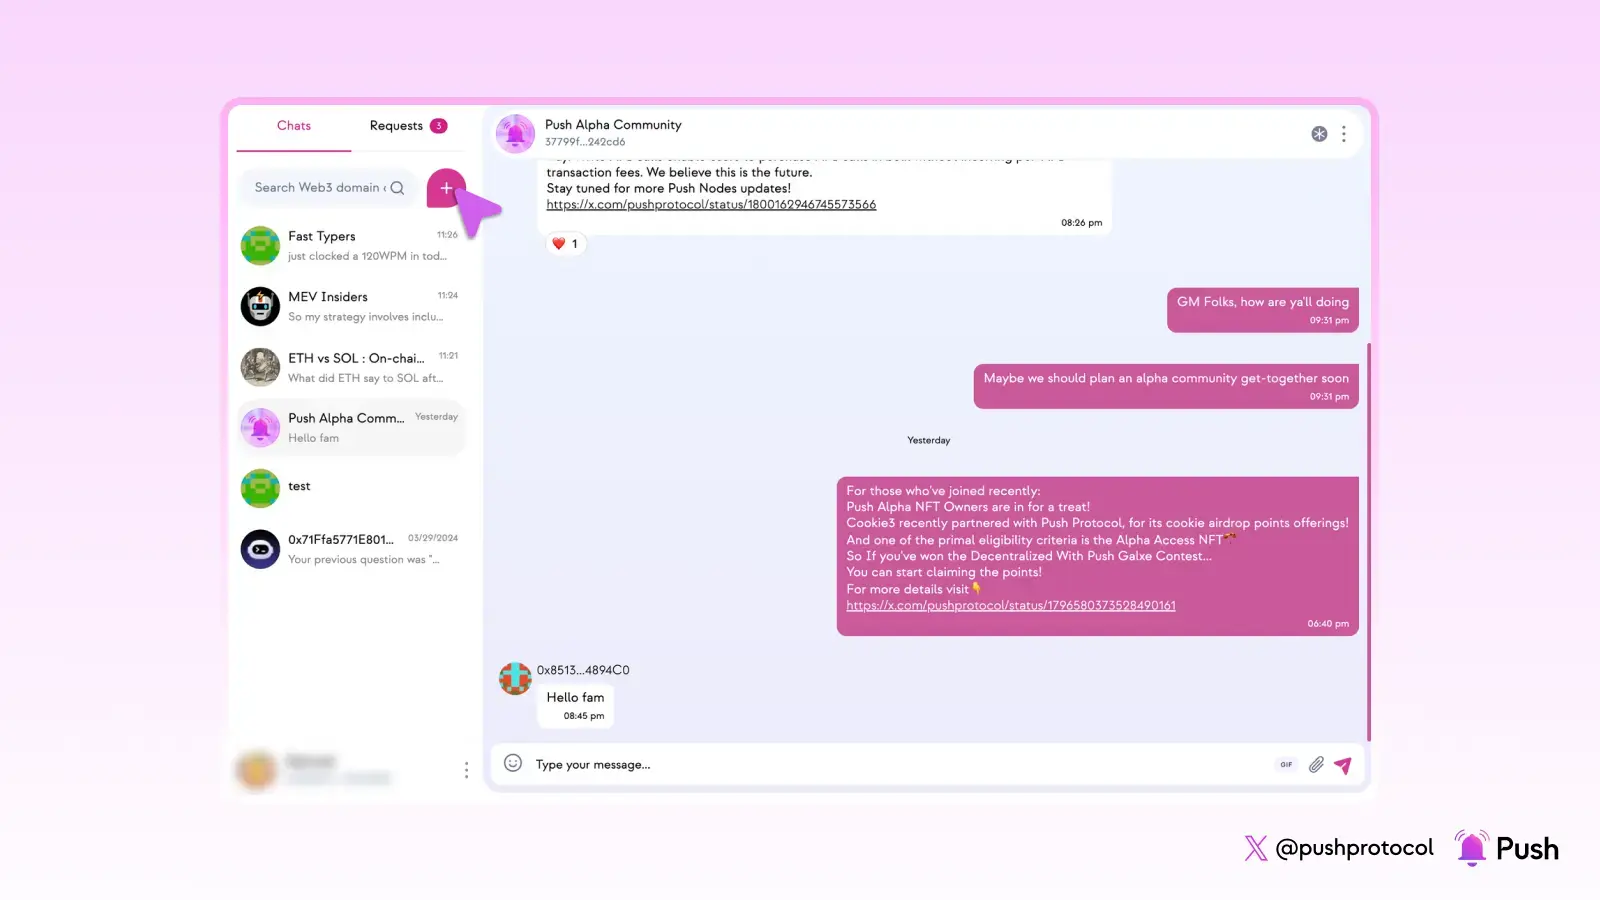 Chats
Requests 3
Search Web3 domain
Fast Typers 11:26
just clocked a 120WPM in tod...
MEV Insiders 11:24
So my strategy involves inclu...
ETH vs SOL : On-chai... 11:21
What did ETH say to SOL aft...
Push Alpha Comm... Yesterday
Hello fam
test
0x71Ffa5771E801... 03/29/2024
Your previous question was "...
Push Alpha Community
37799f...242cd6
transaction fees. We believe this is the future.
Stay tuned for more Push Nodes updates!
https://x.com/pushprotocol/status/1800162946745573566
08:26 pm
❤️ 1
GM Folks, how are ya'll doing
09:31 pm
Maybe we should plan an alpha community get-together soon
09:31 pm
Yesterday
For those who've joined recently:
Push Alpha NFT Owners are in for a treat!
Cookie3 recently partnered with Push Protocol, for its cookie airdrop points offerings!
And one of the primal eligibility criteria is the Alpha Access NFT
So If you've won the Decentralized With Push Galxe Contest...
You can start claiming the points!
For more details visit👇
https://x.com/pushprotocol/status/1796580373528490161
06:40 pm
0x8513...4894C0
Hello fam
08:45 pm
Type your message...
GIF
@pushprotocol
Push